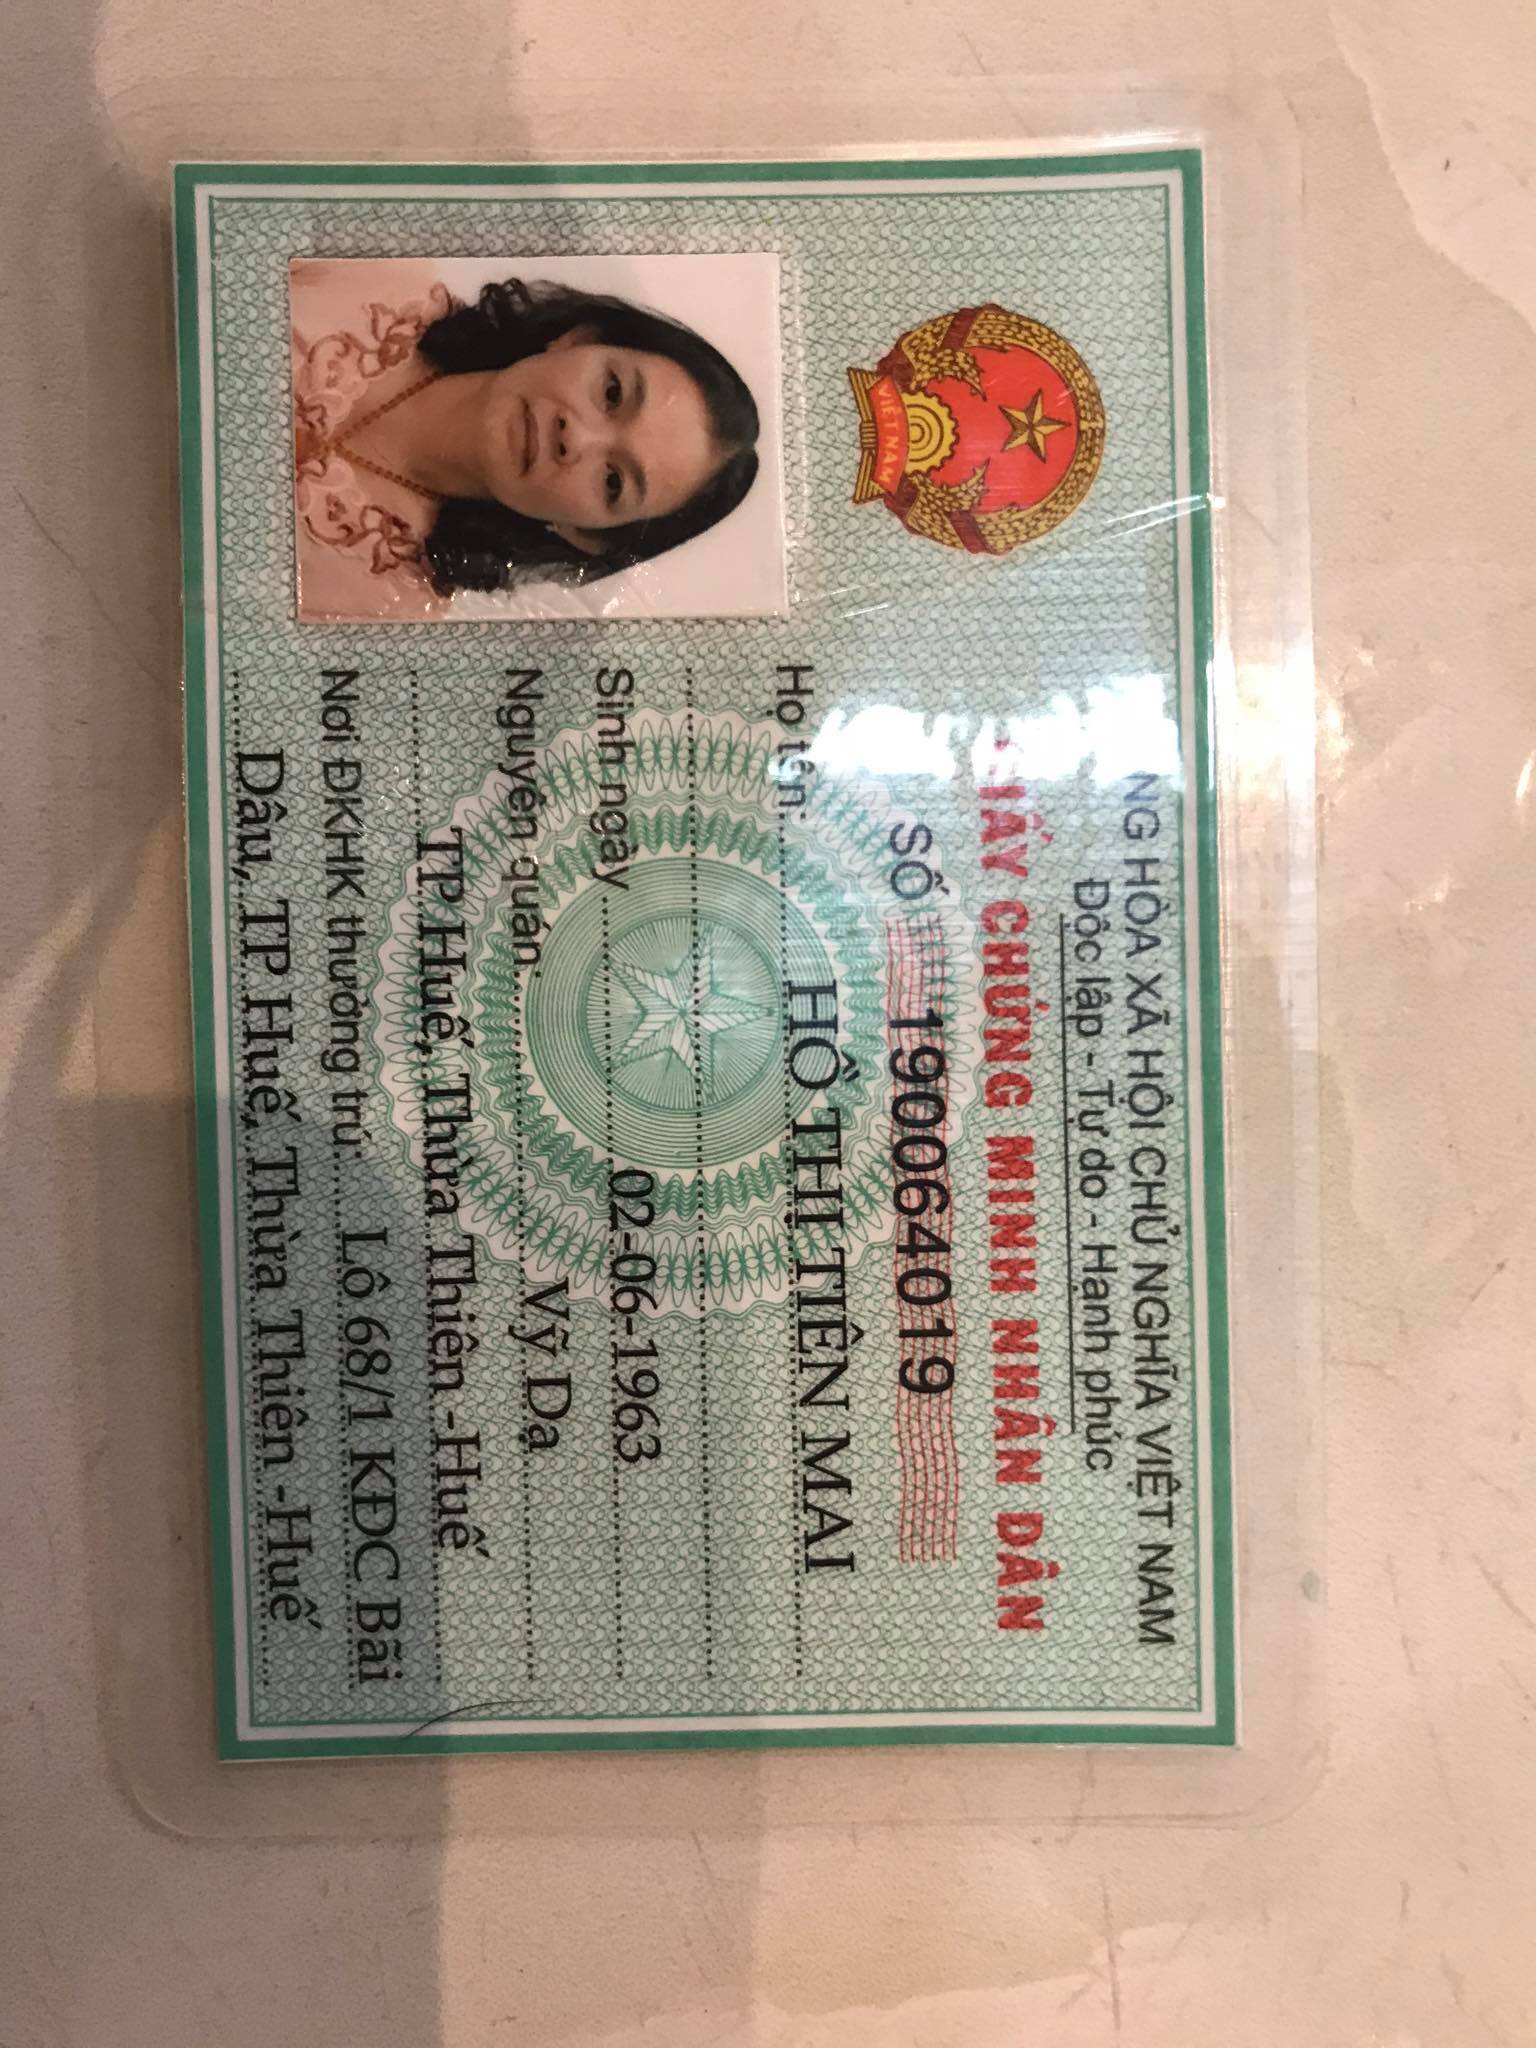 NG HÒA XÃ HỘI CHỦ NGHĨA VIỆT NAM
Độc lập - Tự do - Hạnh phúc
GIẤY CHỨNG MINH NHÂN DÂN
SỐ 190064019
Họ tên: HỒ THỊ TIÊN MAI
Sinh ngày 02-06-1963
Nguyên quán: Vỹ Dạ
TP Huế, Thừa Thiên -Huế
Nơi ĐKHK thường trú: Lô 68/1 KĐC Bãi
Dâu, TP Huế, Thừa Thiên -Huế
VIỆT NAM